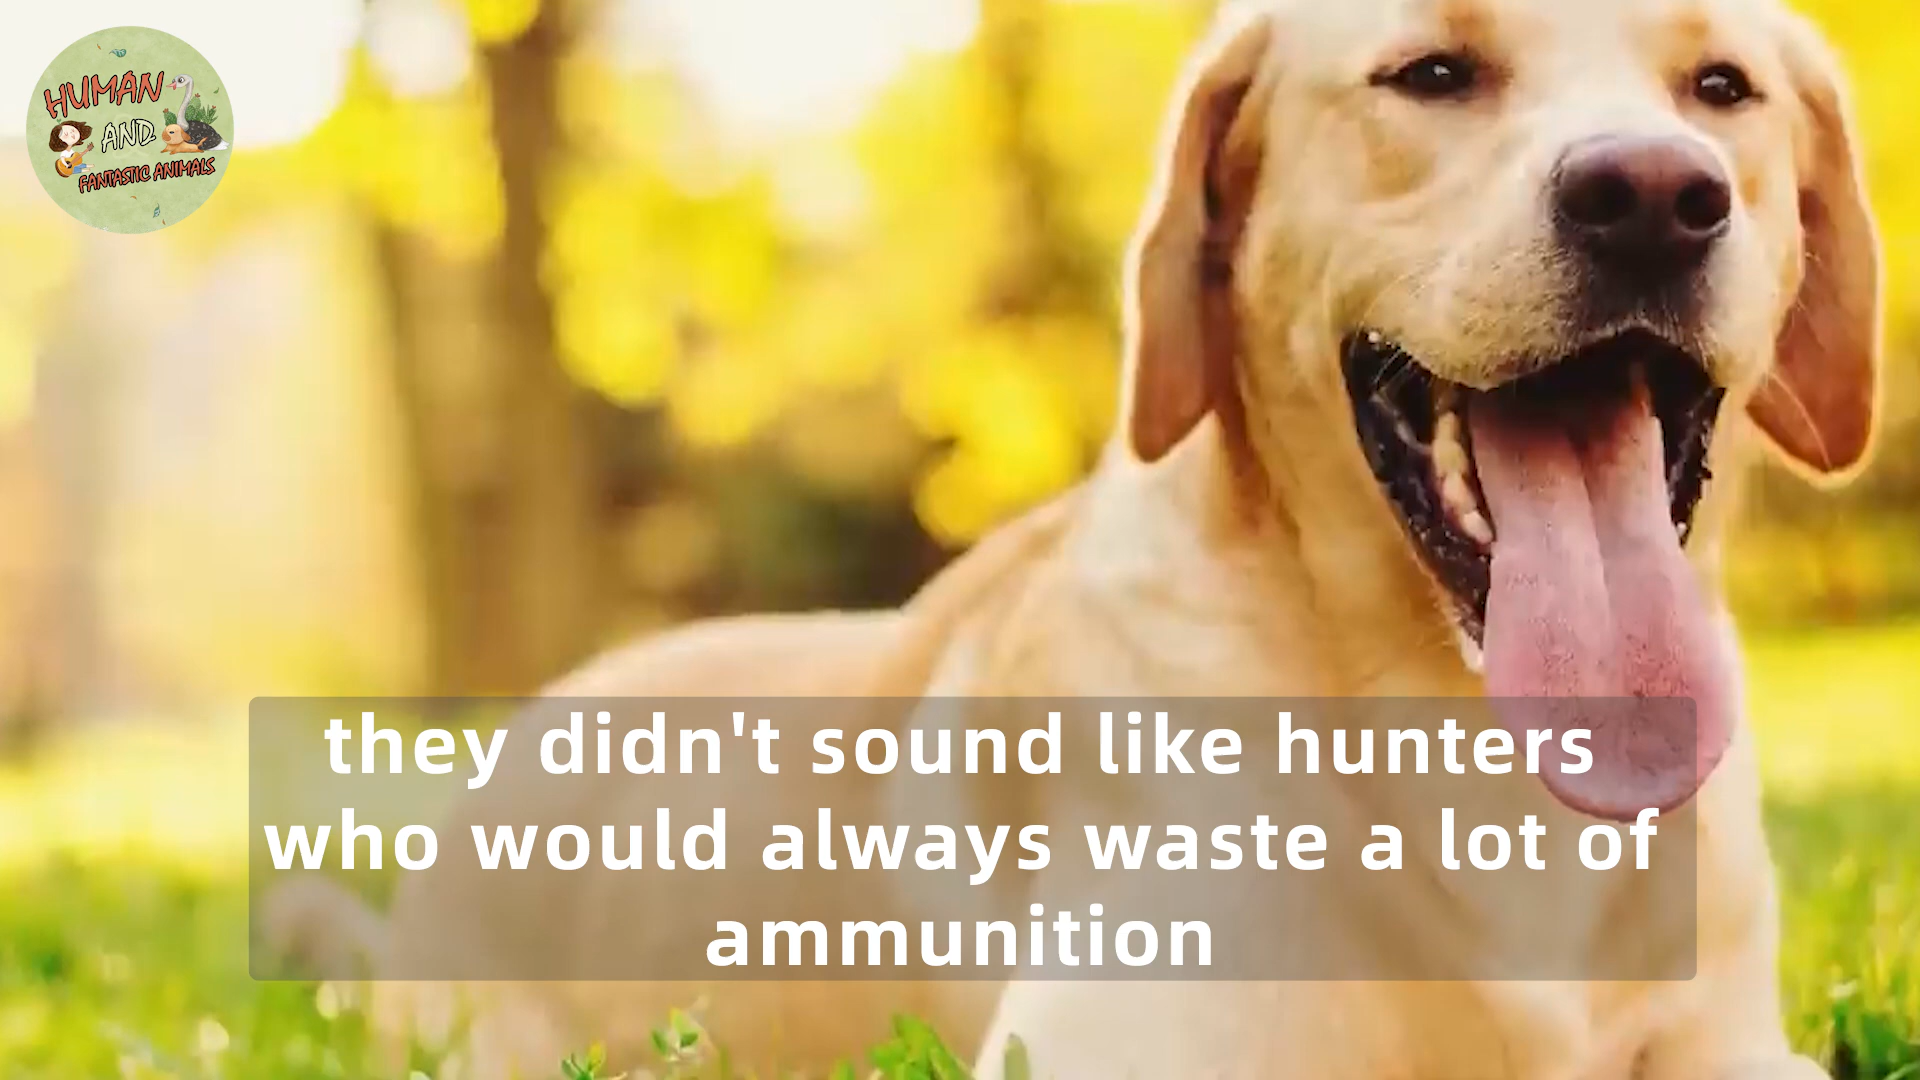 HUMAN
AND
FANTASTIC ANIMALS
they didn't sound like hunters
who would always waste a lot of
ammunition